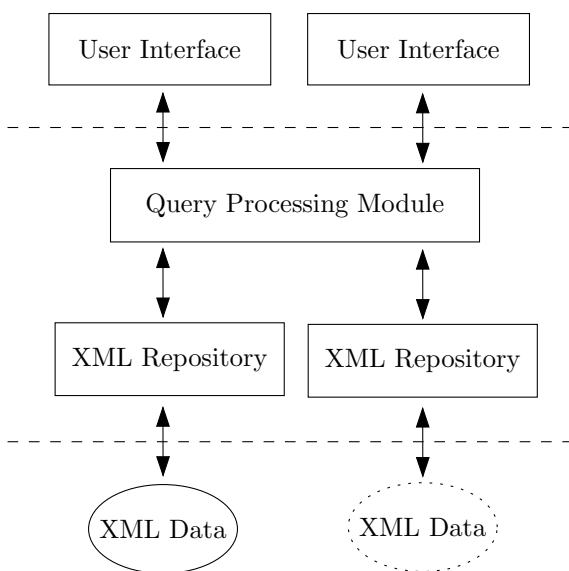 User Interface
User Interface
Query Processing Module
XML Repository
XML Repository
XML Data
XML Data